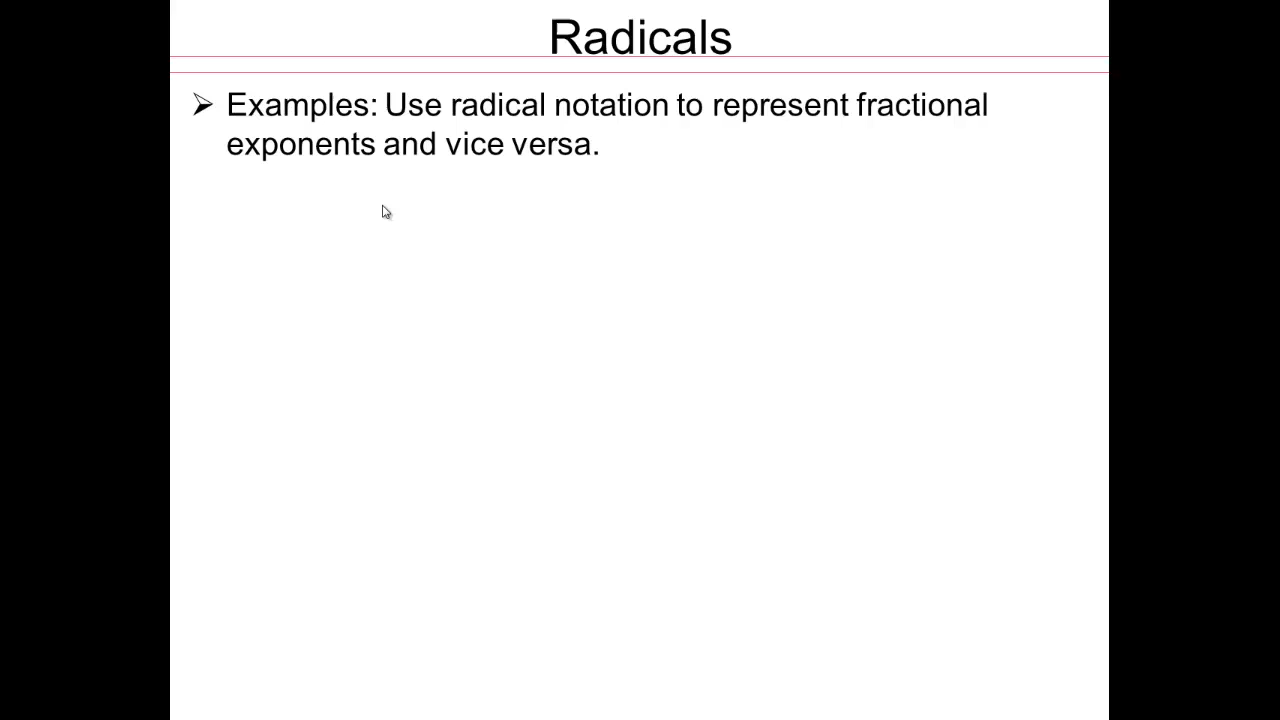 Radicals
Examples: Use radical notation to represent fractional
exponents and vice versa.